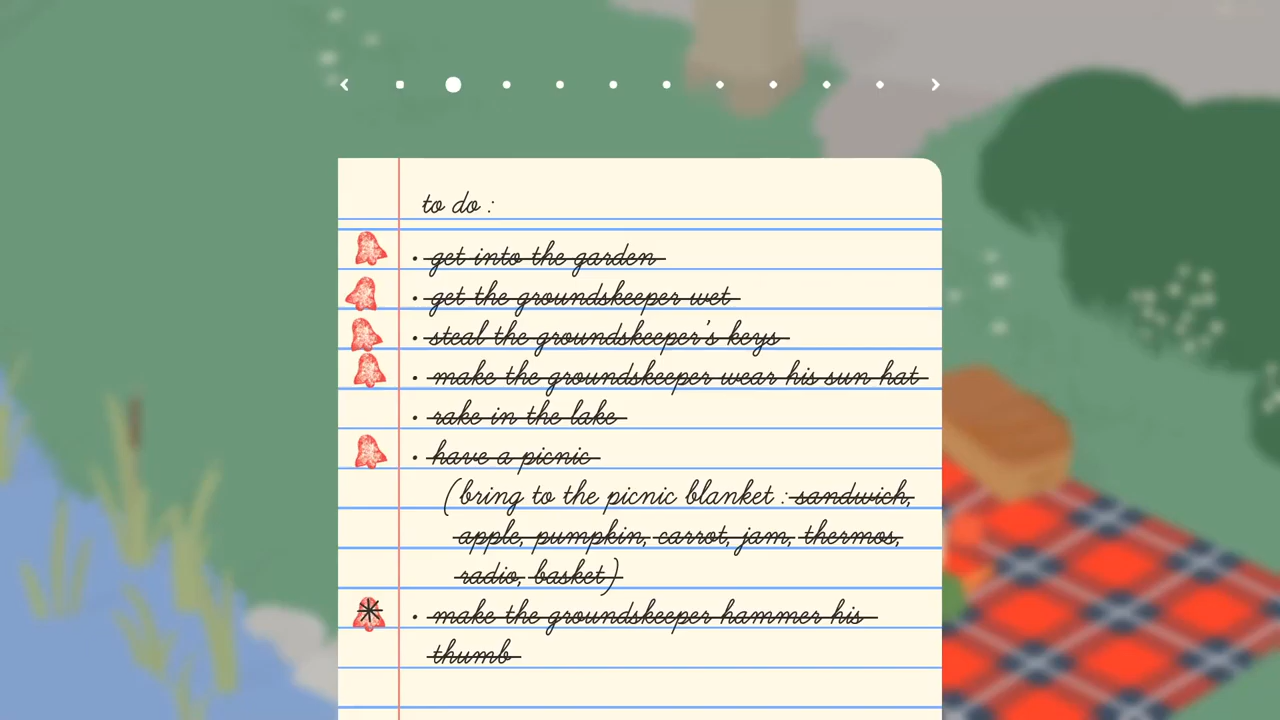 to do :
• get into the garden
• get the groundskeeper wet
• steal the groundskeeper's keys
• make the groundskeeper wear his sun hat
• rake in the lake
• have a picnic
(bring to the picnic blanket : sandwich,
apple, pumpkin, carrot, jam, thermos,
radio, basket)
• make the groundskeeper hammer his
thumb